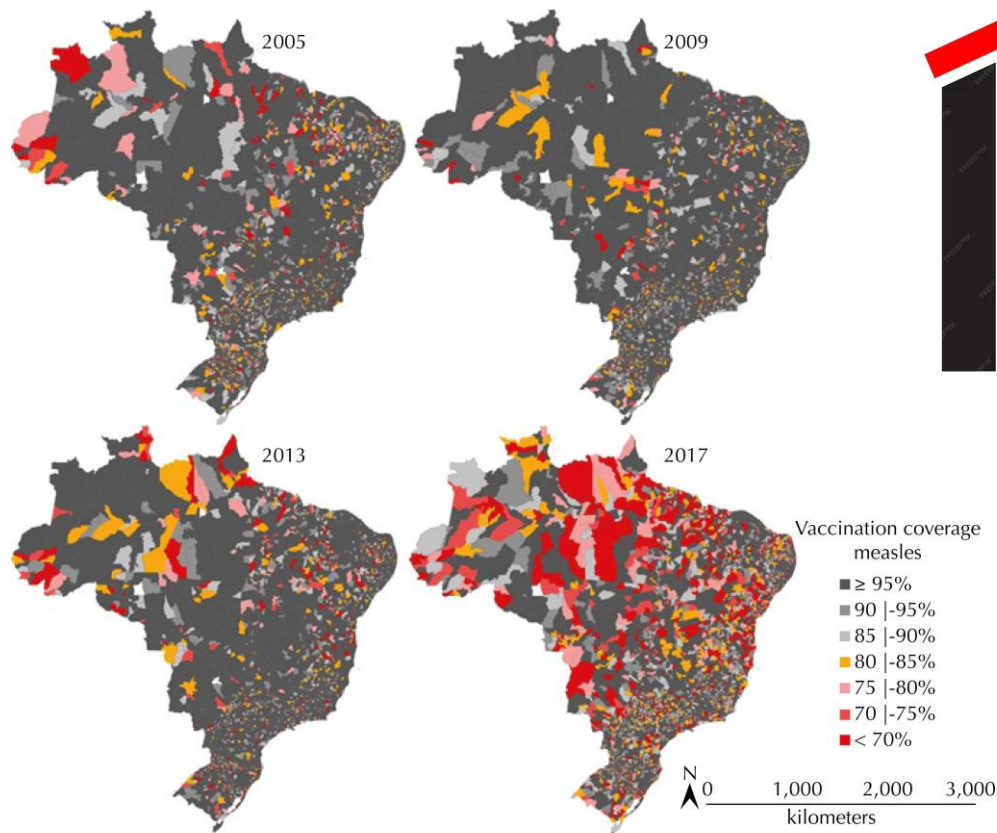 2005
2009
2013
2017
Vaccination coverage
measles
≥ 95%
90 |-95%
85 |-90%
80 |-85%
75 |-80%
70 |-75%
< 70%
N
0 1,000 2,000 3,000
kilometers